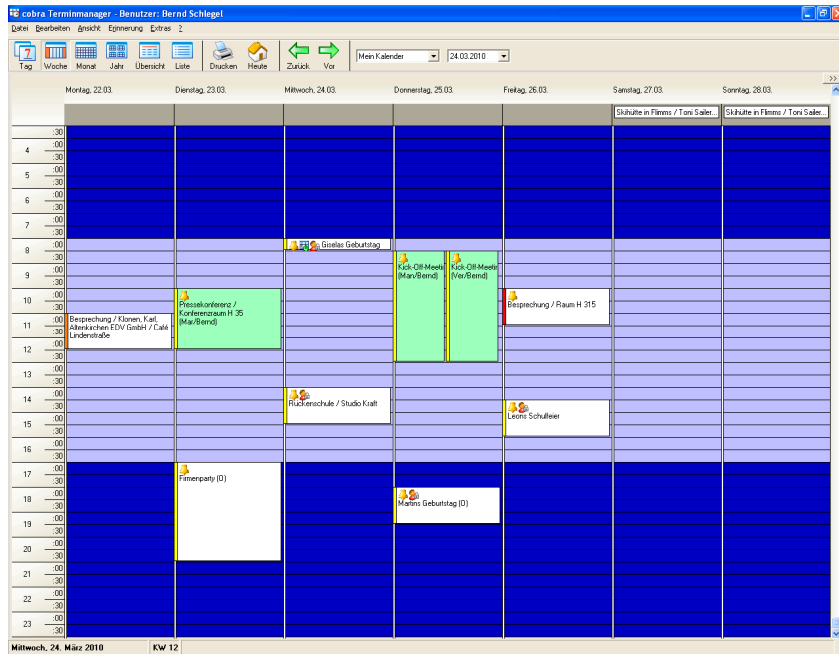 cobra Terminmanager - Benutzer: Bernd Schlegel
Datei Bearbeiten Ansicht Erinnerung Extras ?
7
Tag Woche Monat Jahr Übersicht Liste Drucken Heute Zurück Vor Mein Kalender 24.03.2010
>>
Montag, 22.03. Dienstag, 23.03. Mittwoch, 24.03. Donnerstag, 25.03. Freitag, 26.03. Samstag, 27.03. Sonntag, 28.03.
Skihütte in Flimms / Toni Sailer... Skihütte in Flimms / Toni Sailer...
:30
4 :00
:30
5 :00
:30
6 :00
:30
7 :00
:30
8 :00 Giselas Geburtstag
:30
9 :00 Kick-Off-Meetin Kick-Off-Meetin
:30 (Mar/Bernd) (Ver/Bernd)
10 :00 Pressekonferenz / Besprechung / Raum H 315
:30 Konferenzraum H 35
11 :00 Besprechung / Klonen, Karl, (Mar/Bernd)
:30 Altenkirchen EDV GmbH / Café
12 :00 Lindenstraße
:30
13 :00
:30
14 :00 Rückenschule / Studio Kraft
:30 Leons Schulfeier
15 :00
:30
16 :00
:30
17 :00 Firmenparty (O)
:30
18 :00 Martins Geburtstag (O)
:30
19 :00
:30
20 :00
:30
21 :00
:30
22 :00
:30
23 :00
:30
Mittwoch, 24. März 2010 KW 12